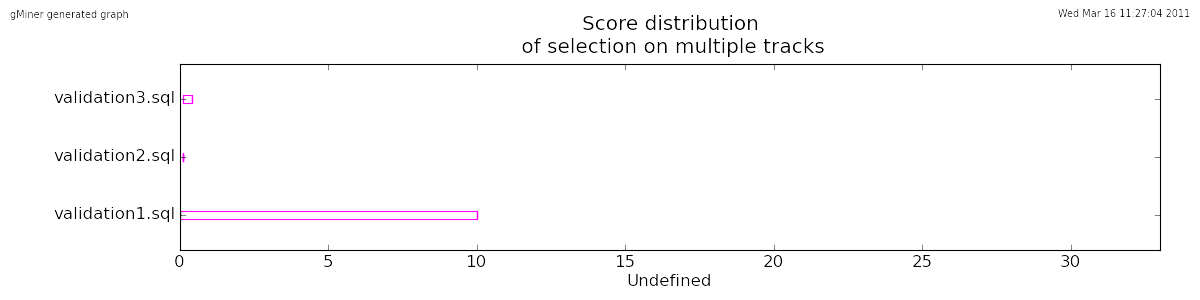 gMiner generated graph
Wed Mar 16 11:27:04 2011
Score distribution
of selection on multiple tracks
validation3.sql
validation2.sql
validation1.sql
0 5 10 15 20 25 30
Undefined